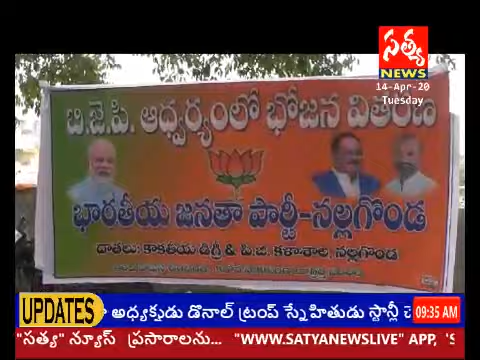 సత్య
NEWS
14-Apr-20
Tuesday
బి.జె.పి. ఆధ్వర్యంలో భోజన వితరణ
భారతీయ జనతా పార్టీ-నల్లగొండ
దాతలు: కాకతీయ డిగ్రీ & పి.జి. కళాశాల, నల్లగొండ
UPDATES
అధ్యక్షుడు డొనాల్డ్ ట్రంప్ స్నేహితుడు స్టాన్లీ
09:35 AM
"సత్య" న్యూస్ ప్రసారాలను... "WWW.SATYANEWSLIVE" APP,